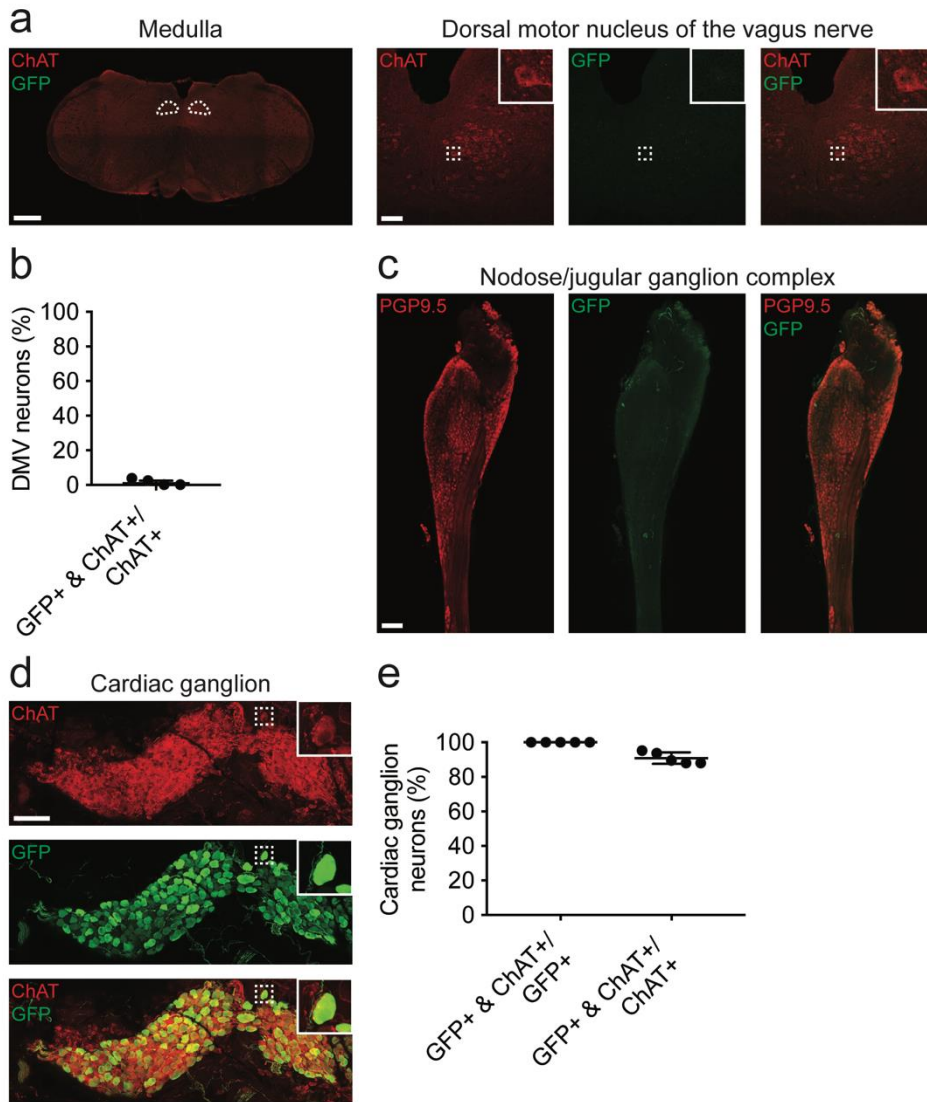 a
Medulla
Dorsal motor nucleus of the vagus nerve
ChAT
GFP
ChAT
GFP
ChAT
GFP
b
100
80
60
40
20
0
DMV neurons (%)
GFP+ & ChAT+/
ChAT+
c
Nodose/jugular ganglion complex
PGP9.5
GFP
PGP9.5
GFP
d
Cardiac ganglion
ChAT
GFP
ChAT
GFP
e
100
80
60
40
20
0
Cardiac ganglion
neurons (%)
GFP+ & ChAT+/
GFP+
GFP+ & ChAT+/
ChAT+